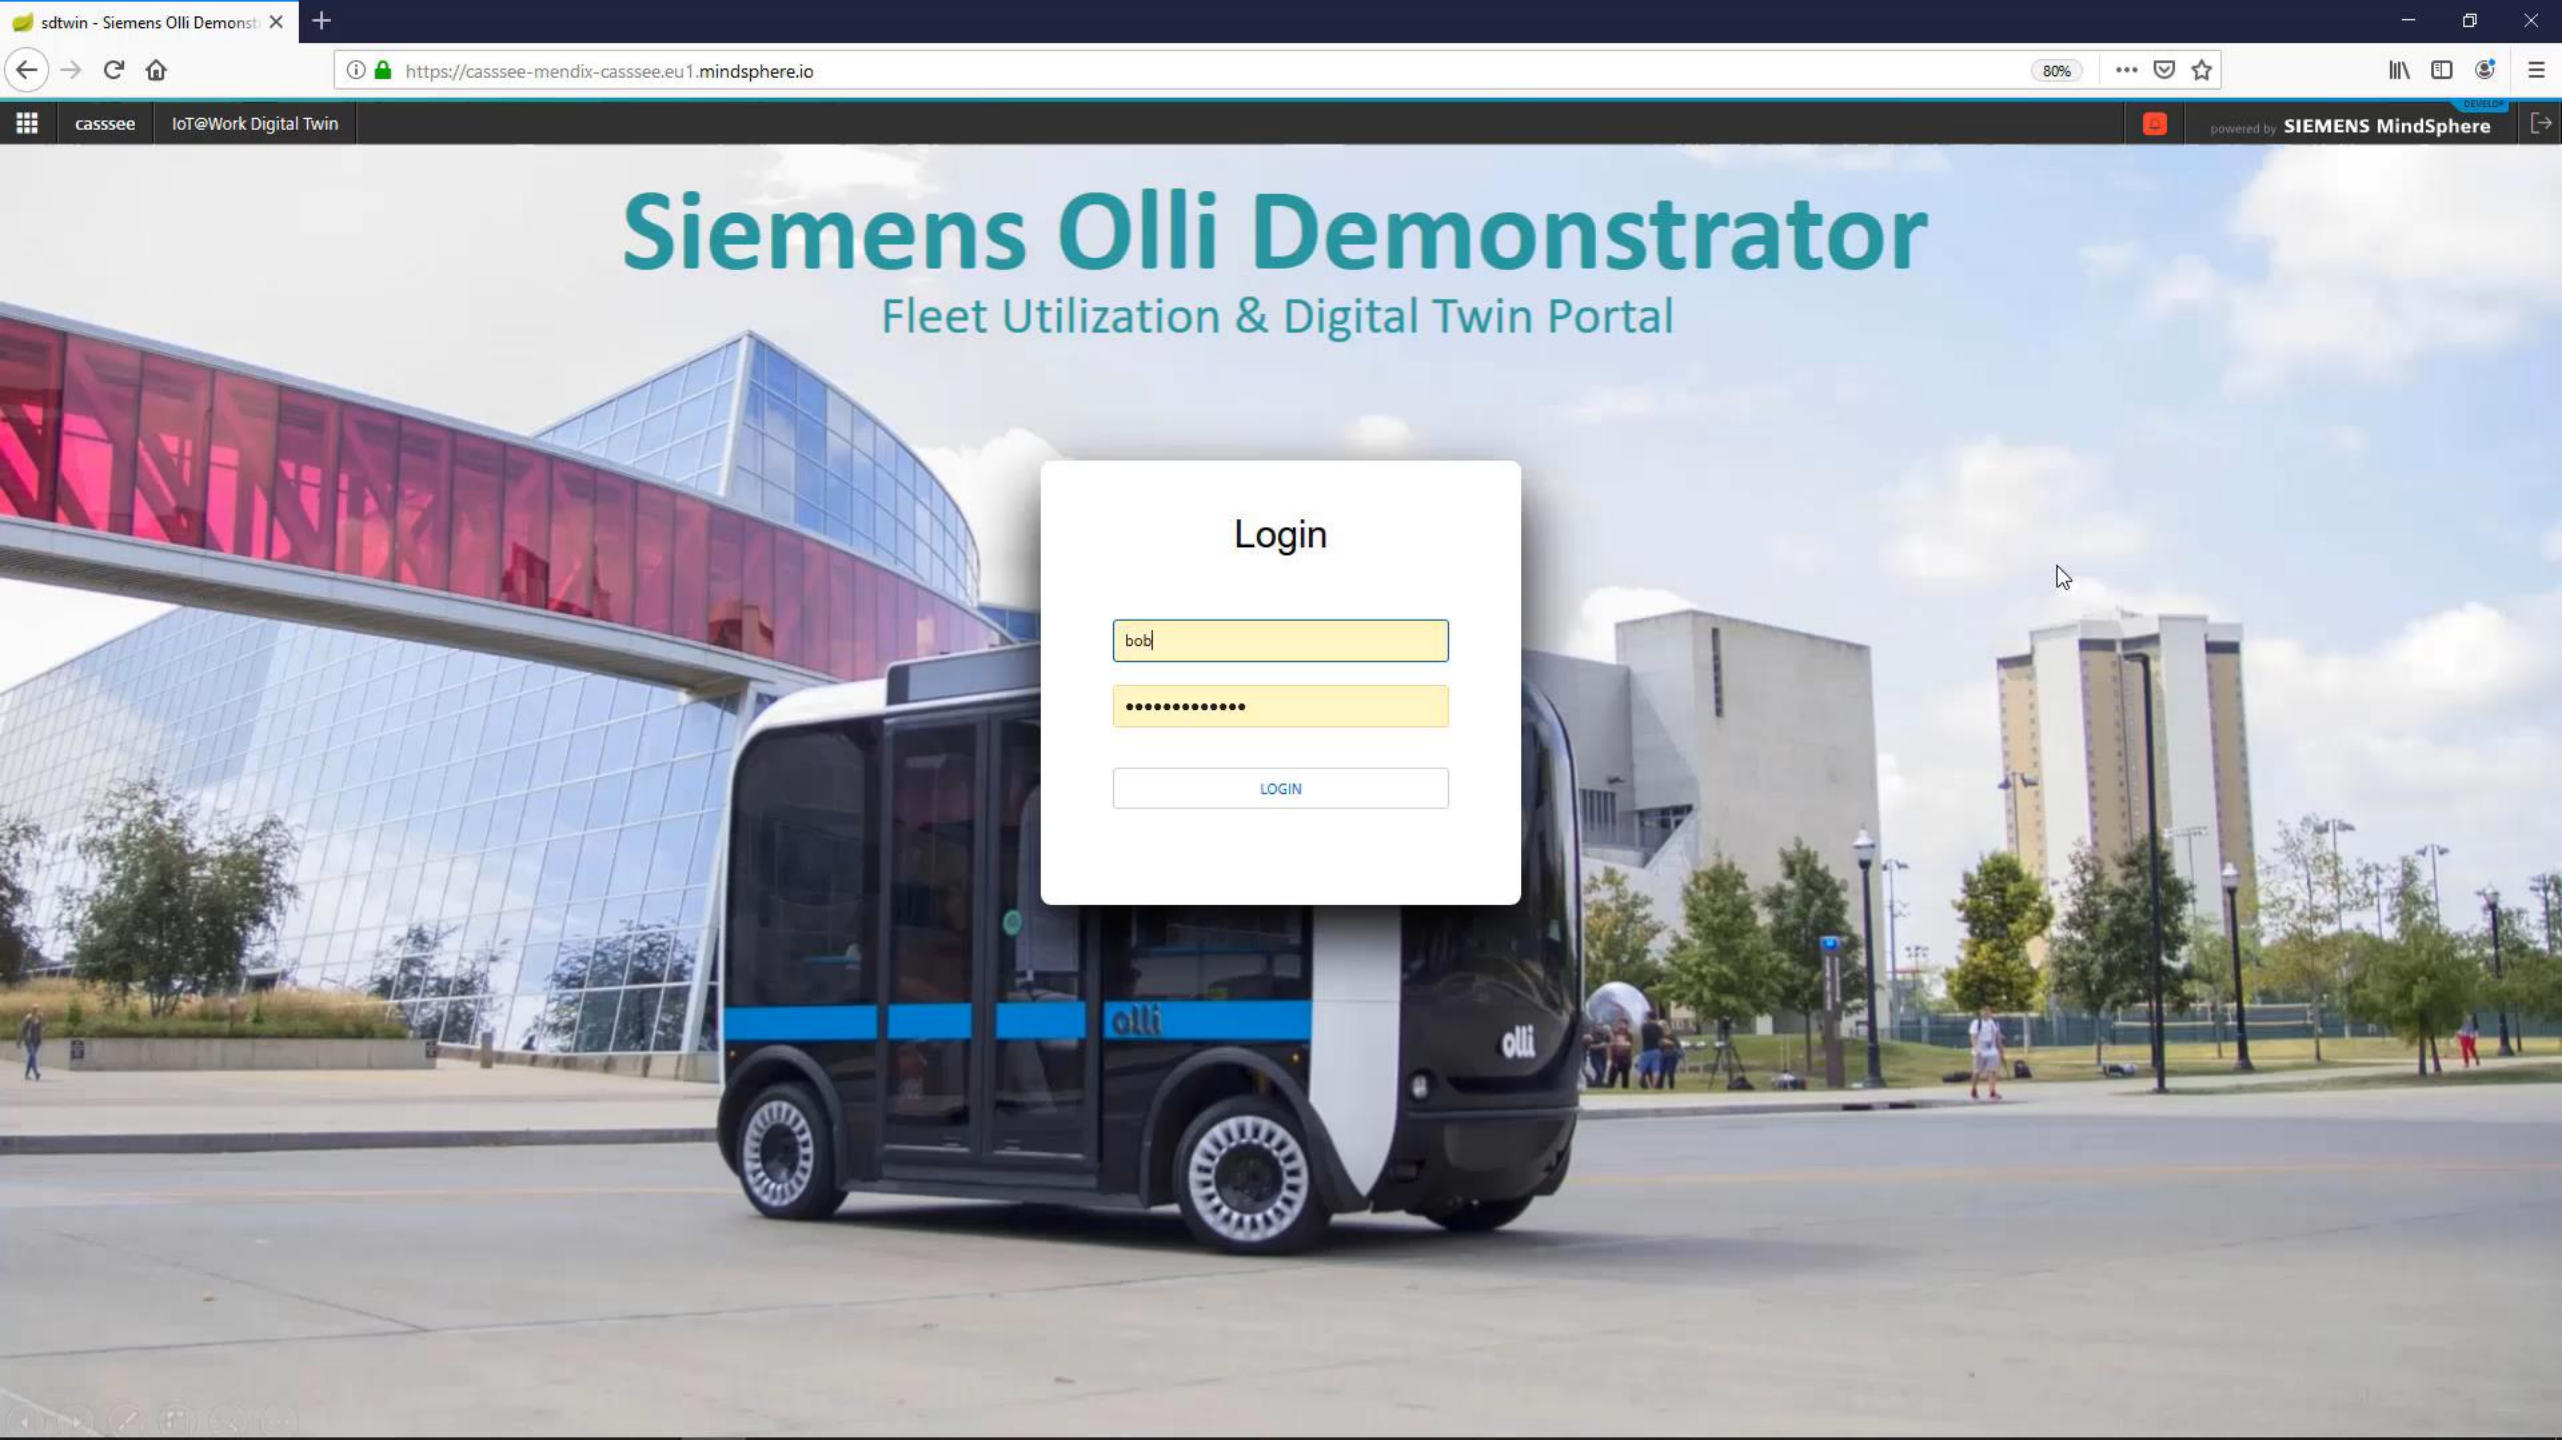 sdtwin - Siemens Olli Demonst
https://casssee-mendix-casssee.eu1.mindsphere.io
80%
DEVELOP
casssee
IoT@Work Digital Twin
powered by SIEMENS MindSphere
Siemens Olli Demonstrator
Fleet Utilization & Digital Twin Portal
Login
bob
•••••••••••••
LOGIN
olli
olli